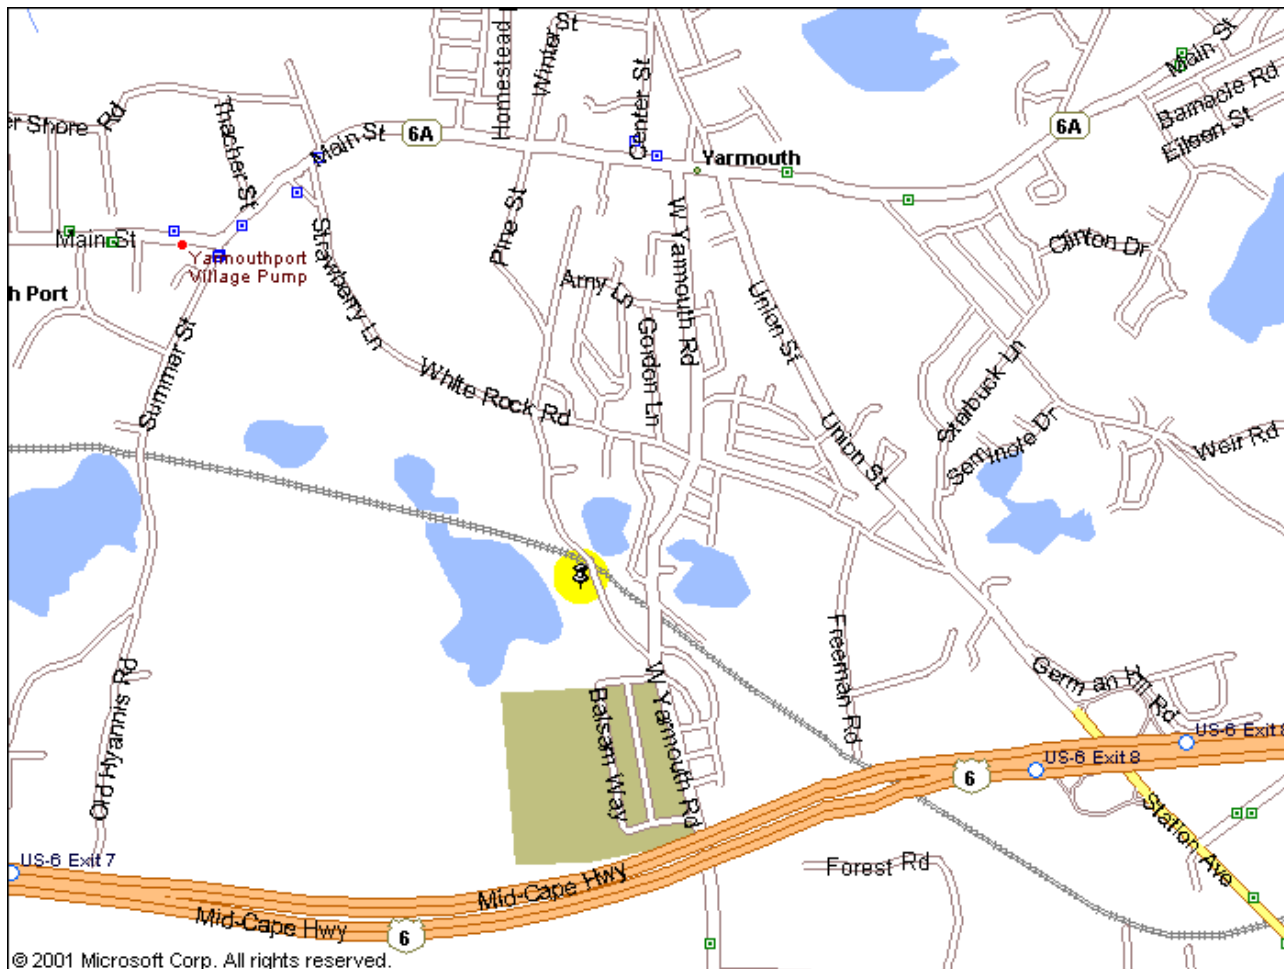 Homestead
Winter St
Center St
Main St
Barnacle Rd
Eileen St
er Shore Rd
Thacher St
Main St
6A
6A
Yarmouth
Main St
Yarmouthport
Village Pump
h Port
Strawberry Ln
Pine St
W Yarmouth Rd
Union St
Clinton Dr
Amy Ln
Gordon Ln
Summer St
White Rock Rd
Starbuck Ln
Union St
Seminole Dr
Weir Rd
Freeman Rd
German Hill Rd
Old Hyannis Rd
Balsam Way
W Yarmouth Rd
US-6 Exit 8
US-6 Exit 8
6
Station Ave
US-6 Exit 7
Mid-Cape Hwy
Forest Rd
Mid-Cape Hwy
6
© 2001 Microsoft Corp. All rights reserved.